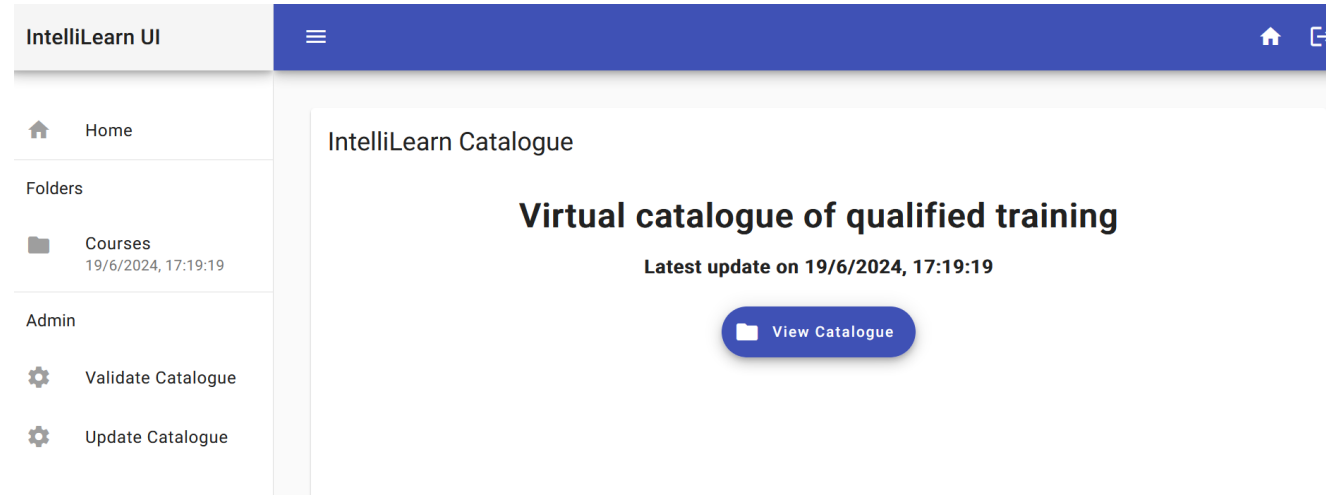 IntelliLearn UI
Home
Folders
Courses
19/6/2024, 17:19:19
Admin
Validate Catalogue
Update Catalogue
IntelliLearn Catalogue
Virtual catalogue of qualified training
Latest update on 19/6/2024, 17:19:19
View Catalogue